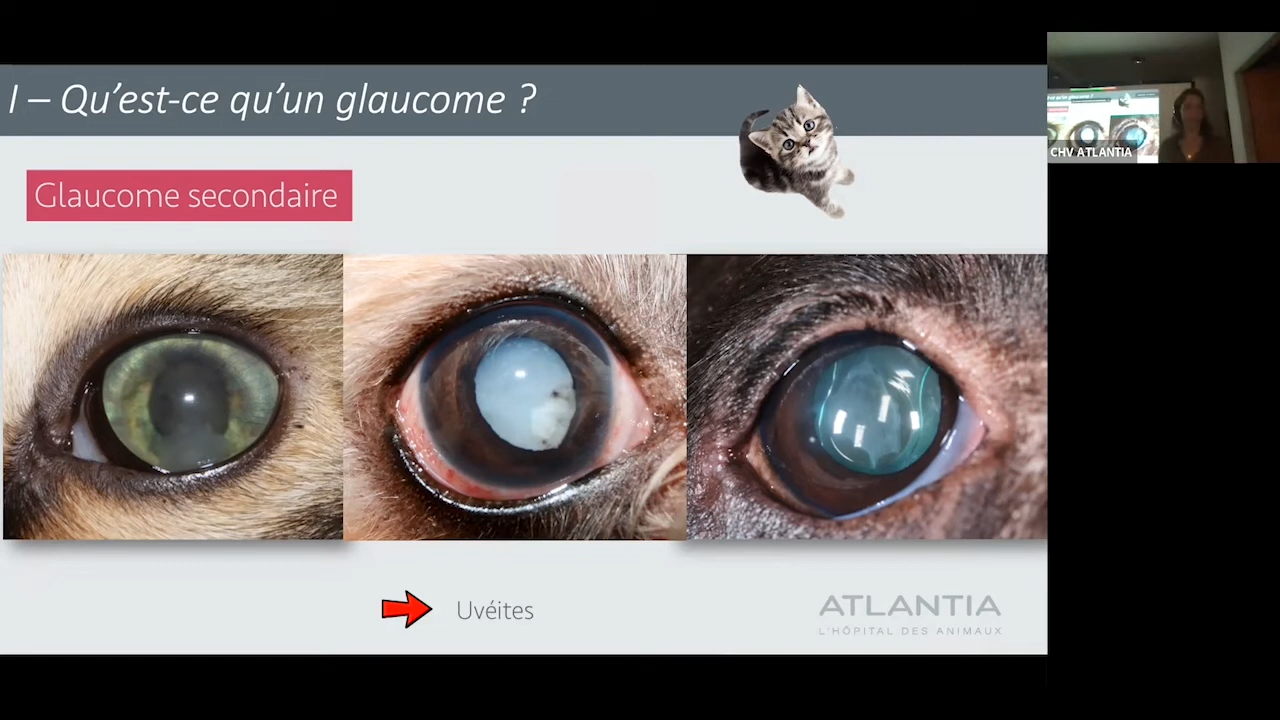 I – Qu'est-ce qu'un glaucome ?
Glaucome secondaire
CHV ATLANTIA
Uvéites
ATLANTIA
L'HÔPITAL DES ANIMAUX